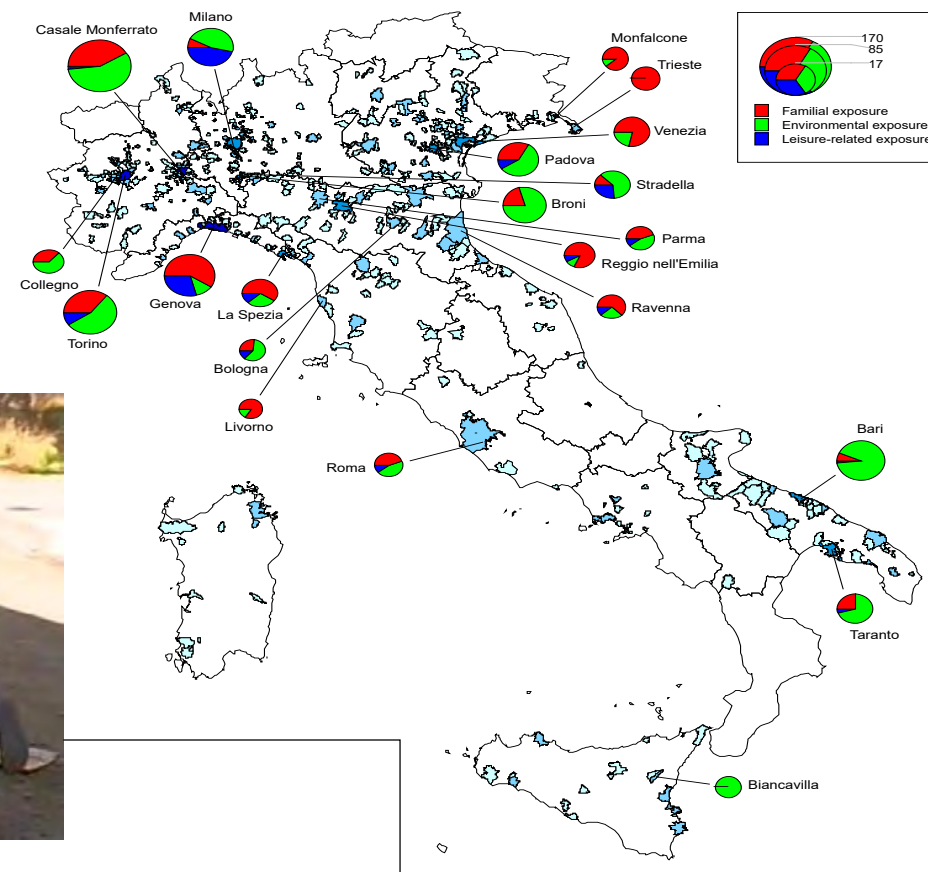 Milano
Casale Monferrato
Monfalcone
Trieste
Venezia
Padova
Stradella
Broni
Parma
Reggio nell'Emilia
Ravenna
Collegno
Genova
La Spezia
Torino
Bologna
Livorno
Roma
Bari
Taranto
Biancavilla
170
85
17
Familial exposure
Environmental exposure
Leisure-related exposure